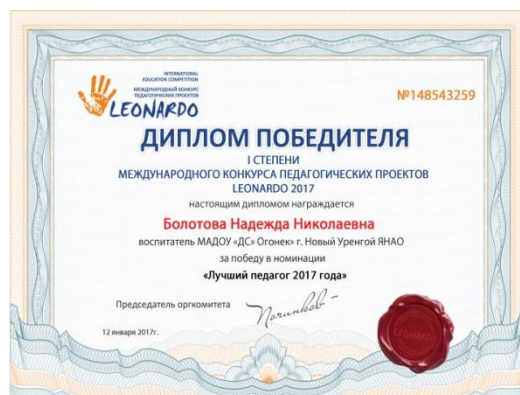 INTERNATIONAL
EDUCATION COMPETITION
МЕЖДУНАРОДНЫЙ КОНКУРС
ПЕДАГОГИЧЕСКИХ ПРОЕКТОВ
LEONARDO
№148543259
ДИПЛОМ ПОБЕДИТЕЛЯ
I СТЕПЕНИ
МЕЖДУНАРОДНОГО КОНКУРСА ПЕДАГОГИЧЕСКИХ ПРОЕКТОВ
LEONARDO 2017
настоящим дипломом награждается
Болотова Надежда Николаевна
воспитатель МАДОУ «ДС» Огонек» г. Новый Уренгой ЯНАО
за победу в номинации
«Лучший педагог 2017 года»
Председатель оргкомитета
12 января 2017г.
LEONARDO